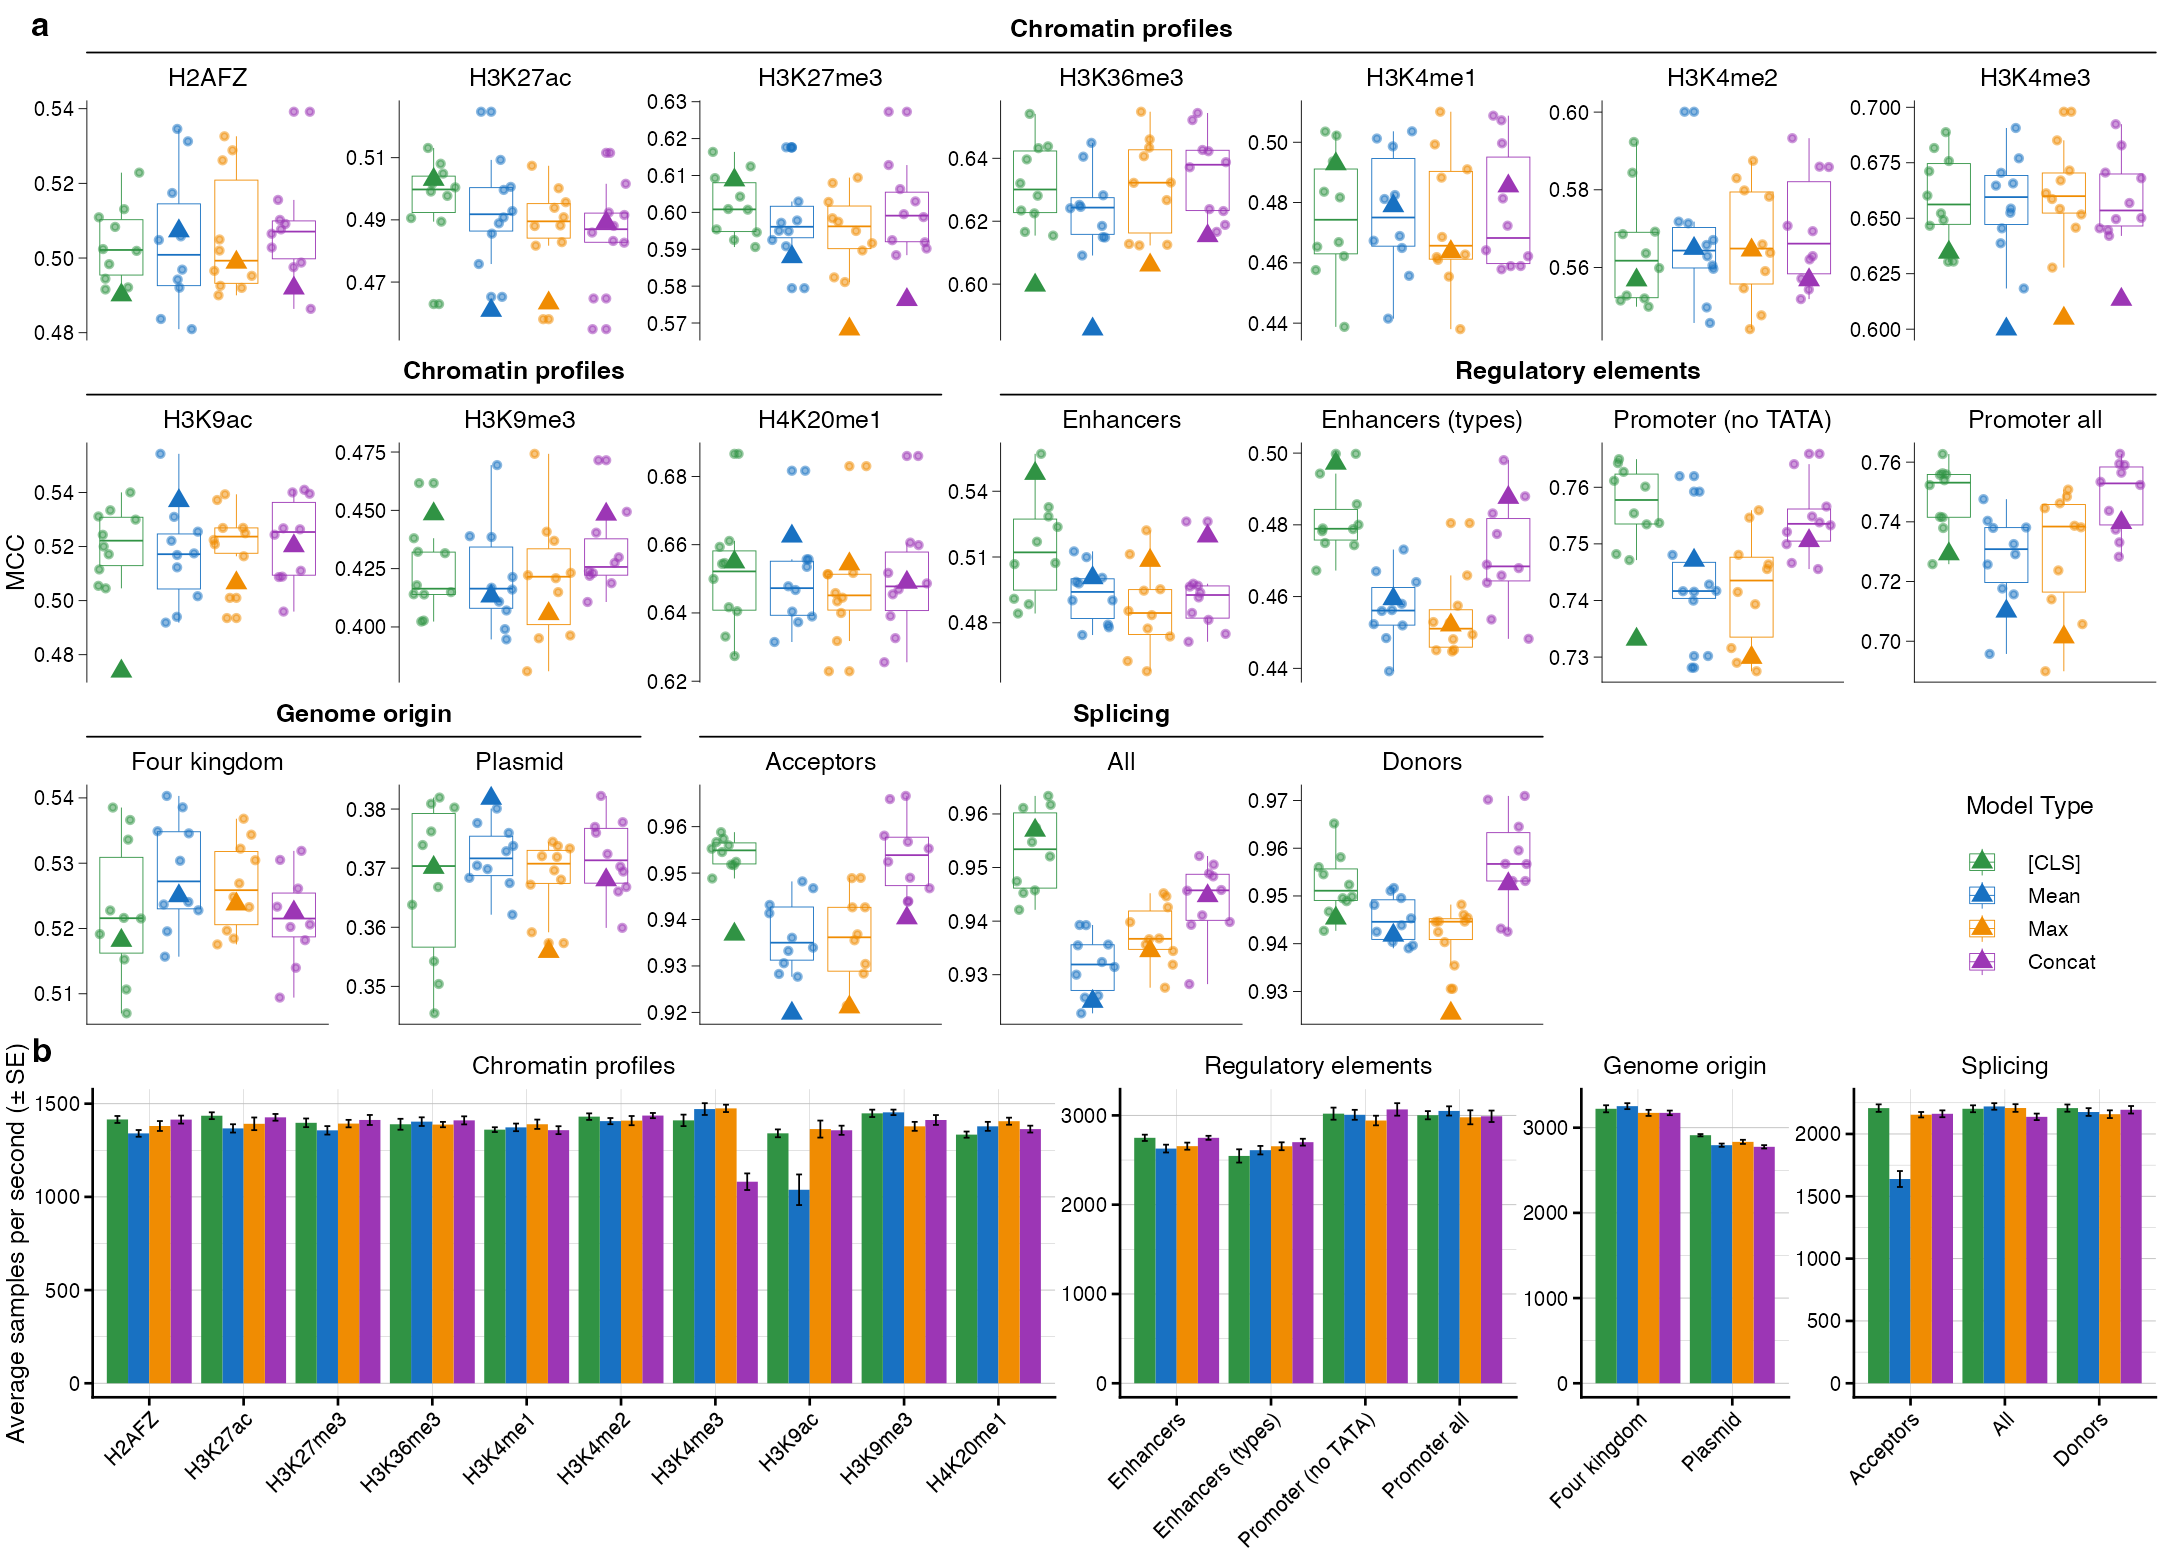 a
Chromatin profiles
H2AFZ H3K27ac H3K27me3 H3K36me3 H3K4me1 H3K4me2 H3K4me3
0.54 0.52 0.50 0.48
0.51 0.49 0.47
0.63 0.62 0.61 0.60 0.59 0.58 0.57
0.64 0.62 0.60
0.50 0.48 0.46 0.44
0.60 0.58 0.56
0.700 0.675 0.650 0.625 0.600
Chromatin profiles Regulatory elements
H3K9ac H3K9me3 H4K20me1 Enhancers Enhancers (types) Promoter (no TATA) Promoter all
MCC
0.54 0.52 0.50 0.48
0.475 0.450 0.425 0.400
0.68 0.66 0.64 0.62
0.54 0.51 0.48
0.50 0.48 0.46 0.44
0.76 0.75 0.74 0.73
0.76 0.74 0.72 0.70
Genome origin Splicing
Four kingdom Plasmid Acceptors All Donors
0.54 0.53 0.52 0.51
0.38 0.37 0.36 0.35
0.96 0.95 0.94 0.93 0.92
0.96 0.95 0.94 0.93
0.97 0.96 0.95 0.94 0.93
Model Type
[CLS]
Mean
Max
Concat
b
Chromatin profiles Regulatory elements Genome origin Splicing
Average samples per second (± SE)
1500 1000 500 0
3000 2000 1000 0
3000 2000 1000 0
2000 1500 1000 500 0
H2AFZ H3K27ac H3K27me3 H3K36me3 H3K4me1 H3K4me2 H3K4me3 H3K9ac H3K9me3 H4K20me1
Enhancers Enhancers (types) Promoter (no TATA) Promoter all
Four kingdom Plasmid
Acceptors All Donors